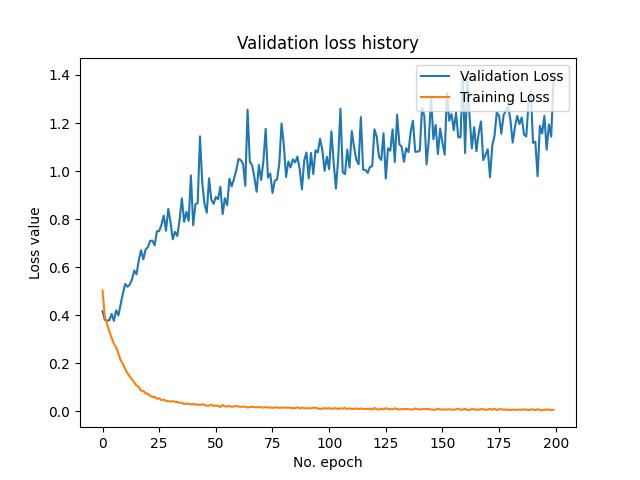 Validation loss history
Validation Loss
Training Loss
1.4
1.2
1.0
0.8
0.6
0.4
0.2
0.0
Loss value
0 25 50 75 100 125 150 175 200
No. epoch